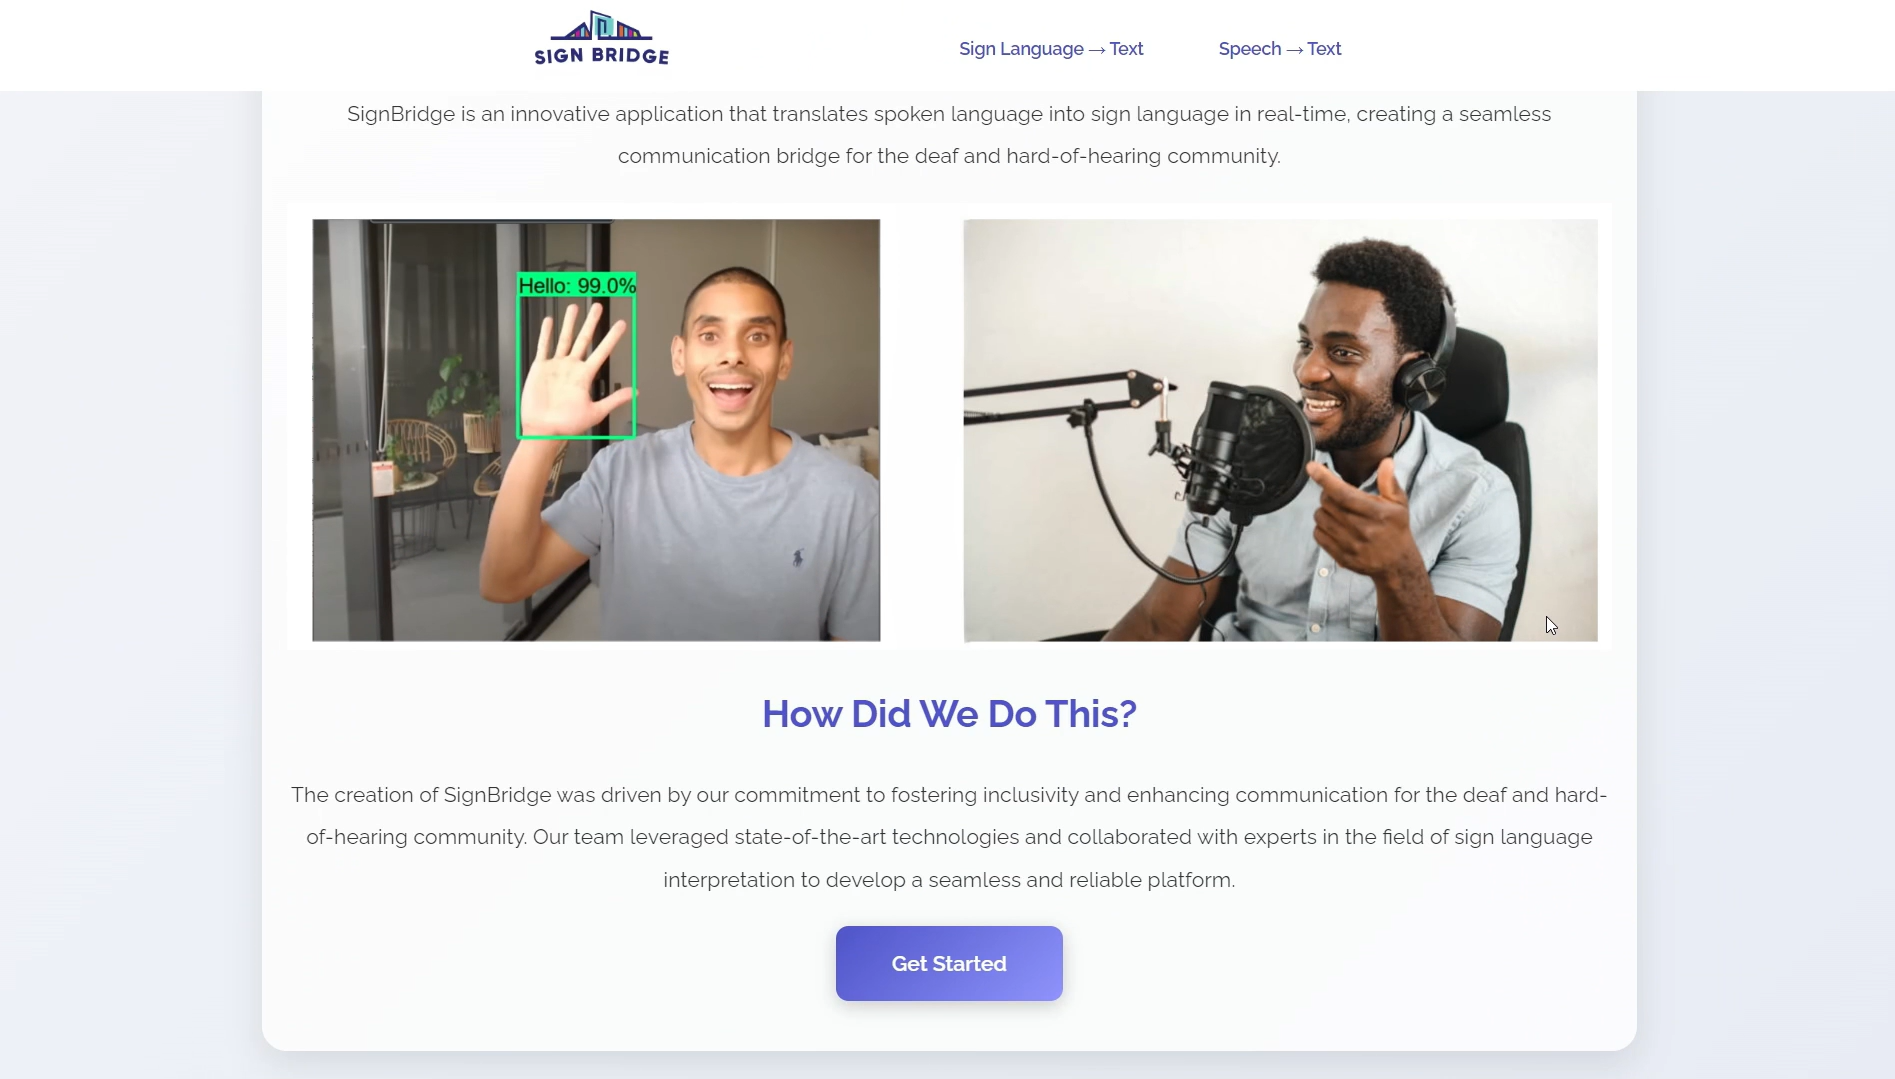 SIGN BRIDGE
Sign Language → Text
Speech → Text
SignBridge is an innovative application that translates spoken language into sign language in real-time, creating a seamless
communication bridge for the deaf and hard-of-hearing community.
Hello: 99.0%
How Did We Do This?
The creation of SignBridge was driven by our commitment to fostering inclusivity and enhancing communication for the deaf and hard-
of-hearing community. Our team leveraged state-of-the-art technologies and collaborated with experts in the field of sign language
interpretation to develop a seamless and reliable platform.
Get Started